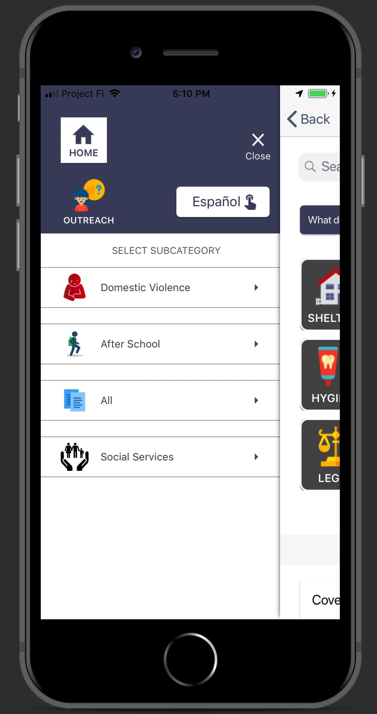 Project Fi
5:10 PM
HOME
Close
OUTREACH
Español
SELECT SUBCATEGORY
Domestic Violence
After School
All
Social Services
Back
Sea
What d
SHELT
HYGI
LEG
Cove